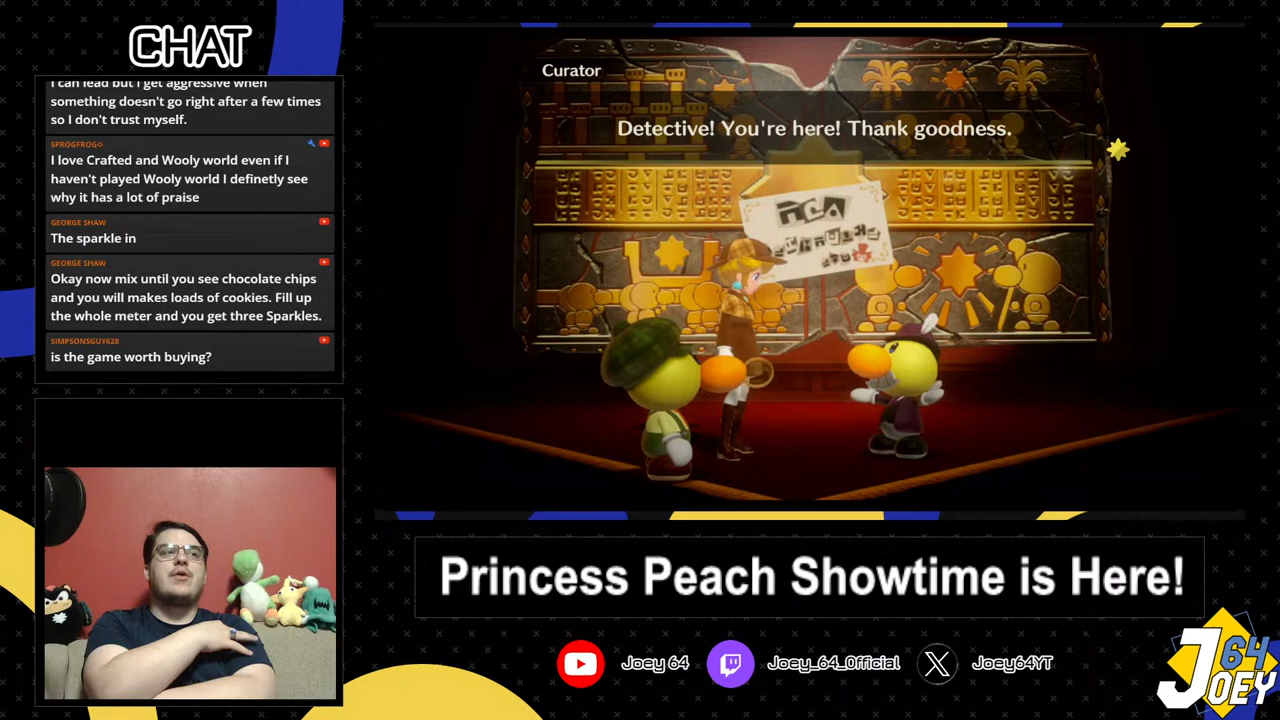 CHAT
I can lead but I get aggressive when
something doesn't go right after a few times
so I don't trust myself.
SPROGFROG
I love Crafted and Wooly world even if I
haven't played Wooly world I definetly see
why it has a lot of praise
GEORGE SHAW
The sparkle in
GEORGE SHAW
Okay now mix until you see chocolate chips
and you will makes loads of cookies. Fill up
the whole meter and you get three Sparkles.
SIMPSONSGUY628
is the game worth buying?
Curator
Detective! You're here! Thank goodness.
Princess Peach Showtime is Here!
Joey 64
Joey_64_Official
Joey64YT
64
JOEY